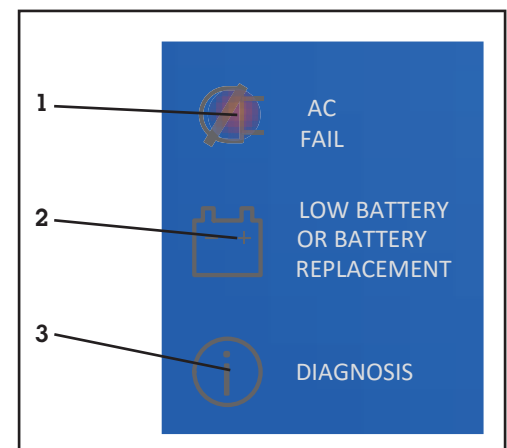 1
AC
FAIL
2
LOW BATTERY
OR BATTERY
REPLACEMENT
3
i
DIAGNOSIS